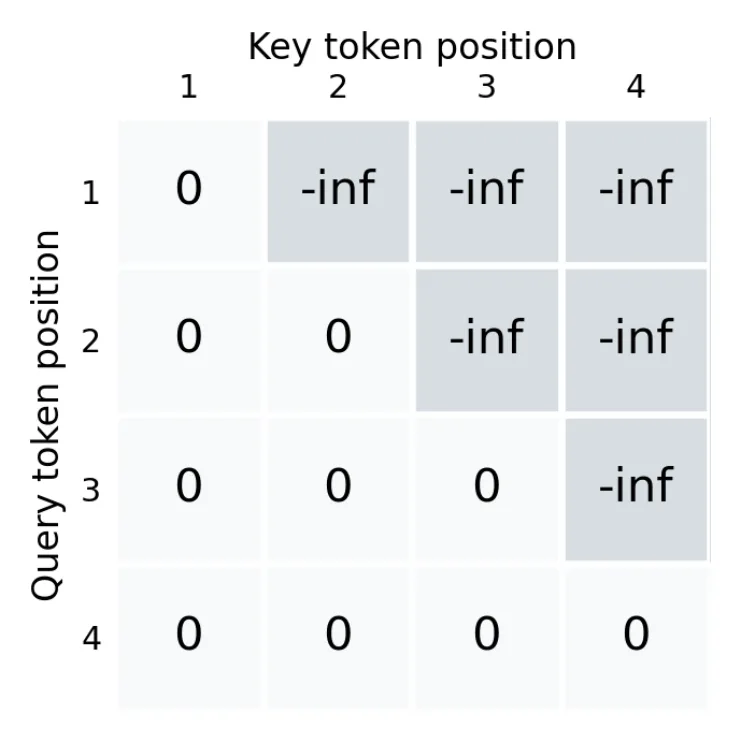 Key token position
1 2 3 4
Query token position
1 0 -inf -inf -inf
2 0 0 -inf -inf
3 0 0 0 -inf
4 0 0 0 0